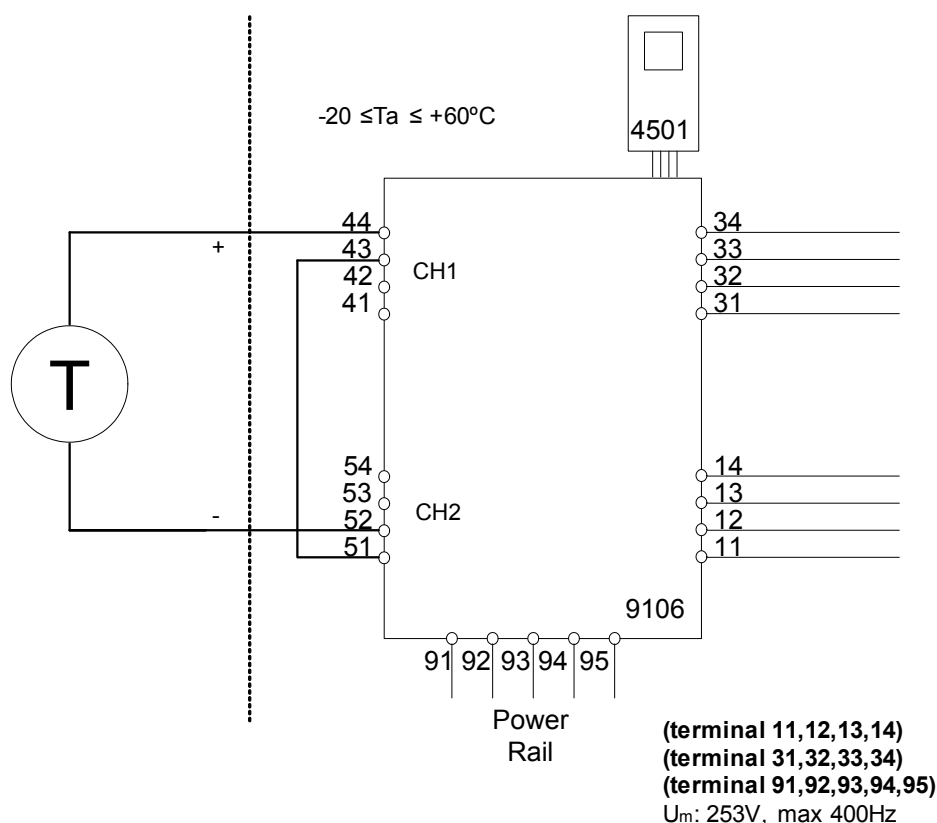 -20 ≤Ta ≤ +60ºC
4501
44
+
43
42
41
CH1
34
33
32
31
T
54
53
52
51
-
CH2
14
13
12
11
9106
91 92 93 94 95
Power
Rail
(terminal 11,12,13,14)
(terminal 31,32,33,34)
(terminal 91,92,93,94,95)
Um: 253V, max 400Hz